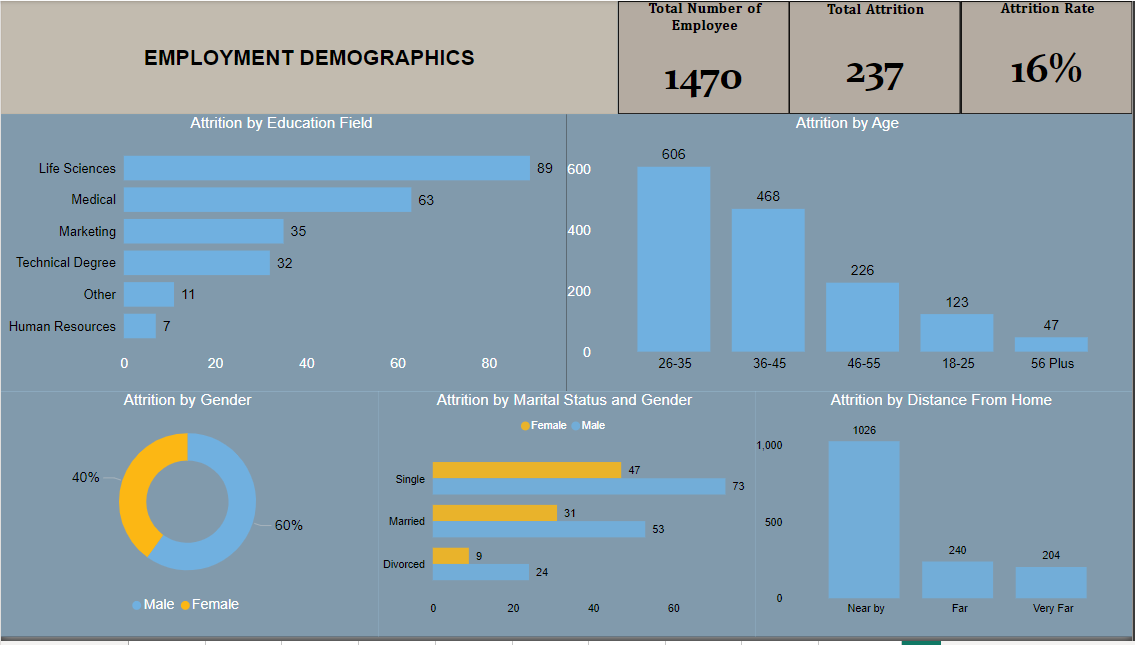 EMPLOYMENT DEMOGRAPHICS
Total Number of
Employee
1470
Total Attrition
237
Attrition Rate
16%
Attrition by Education Field
Life Sciences 89
Medical 63
Marketing 35
Technical Degree 32
Other 11
Human Resources 7
0 20 40 60 80
Attrition by Age
600
400
200
0
606
468
226
123
47
26-35 36-45 46-55 18-25 56 Plus
Attrition by Gender
40%
60%
Male Female
Attrition by Marital Status and Gender
Female Male
Single 47
73
Married 31
53
Divorced 9
24
0 20 40 60
Attrition by Distance From Home
1,000
500
0
1026
240
204
Near by Far Very Far